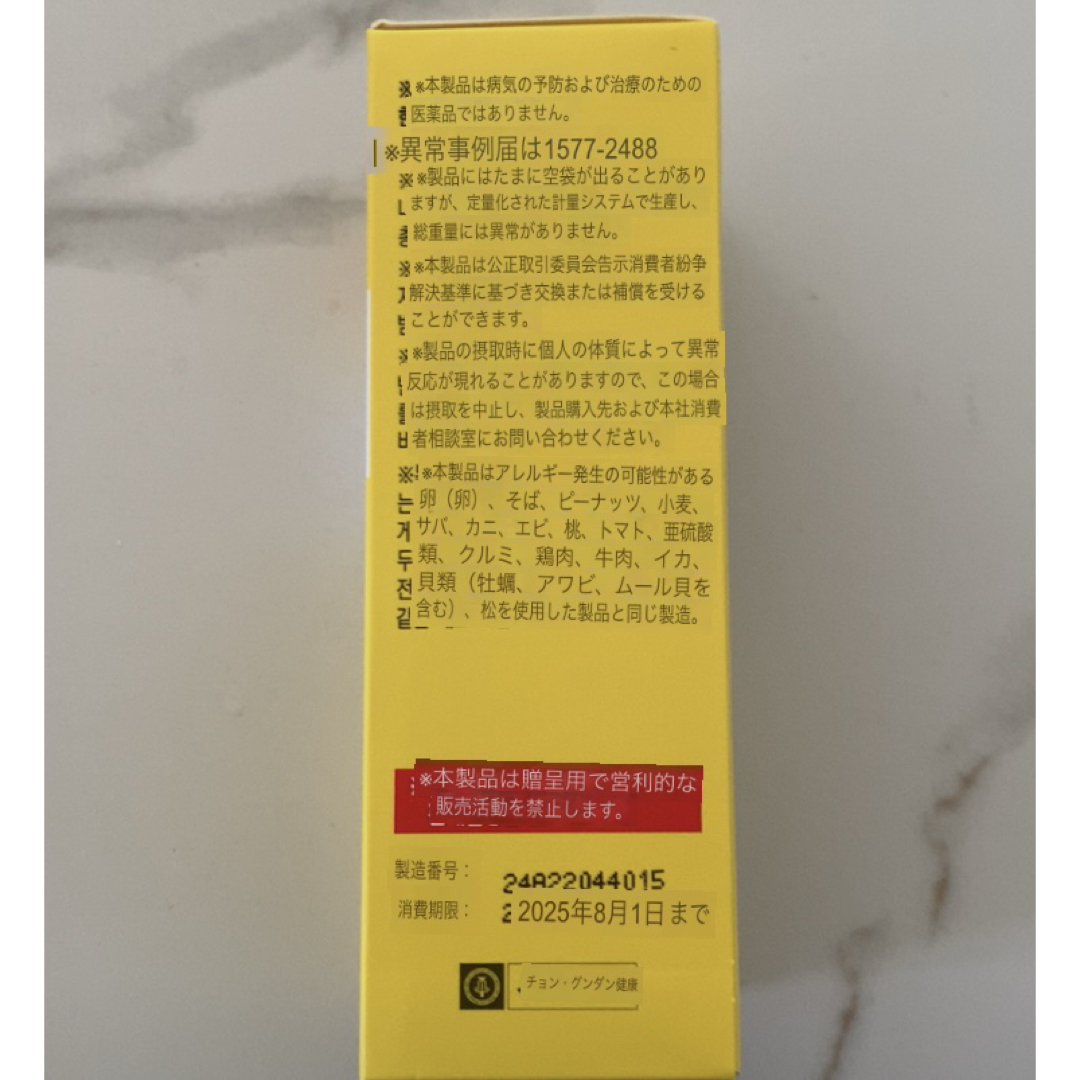 ※本製品は病気の予防および治療のための
医薬品ではありません。
※異常事例届は1577-2488
※製品にはたまに空袋が出ることがあり
ますが、定量化された計量システムで生産し、
総重量には異常がありません。
※本製品は公正取引委員会告示消費者紛争
解決基準に基づき交換または補償を受ける
ことができます。
※製品の摂取時に個人の体質によって異常
反応が現れることがありますので、この場合
は摂取を中止し、製品購入先および本社消費
者相談室にお問い合わせください。
※本製品はアレルギー発生の可能性がある
는 卵（卵）、そば、ピーナッツ、小麦、
거 サバ、カニ、エビ、桃、トマト、亜硫酸
두 類、クルミ、鶏肉、牛肉、イカ、
전 貝類（牡蠣、アワビ、ムール貝を
같 含む）、松を使用した製品と同じ製造。
※本製品は贈呈用で営利的な
販売活動を禁止します。
製造番号： 24A22044015
消費期限： 2025年8月1日まで
チョン・グンダン健康